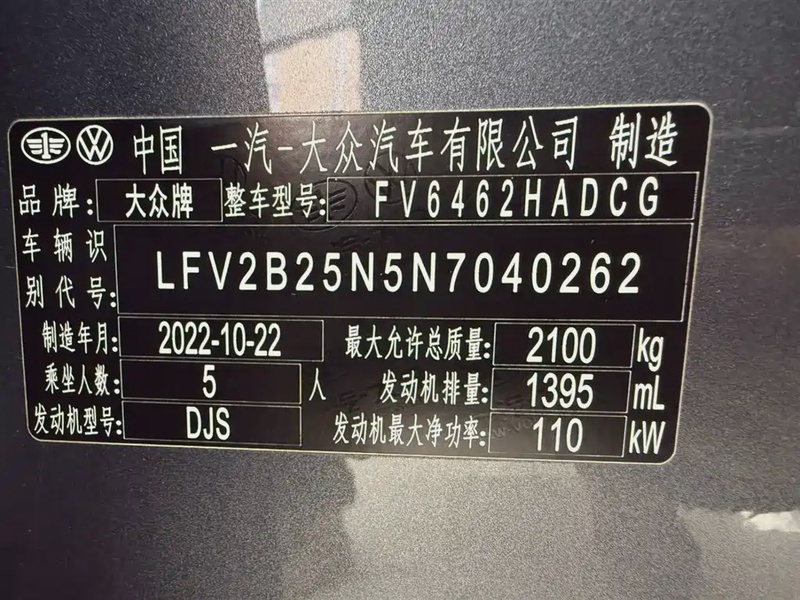 中国 一汽-大众汽车有限公司 制造
品牌: 大众牌 整车型号: FV6462HADCG
车辆识别代号: LFV2B25N5N7040262
制造年月: 2022-10-22 最大允许总质量: 2100 kg
乘坐人数: 5 人 发动机排量: 1395 mL
发动机型号: DJS 发动机最大净功率: 110 kW